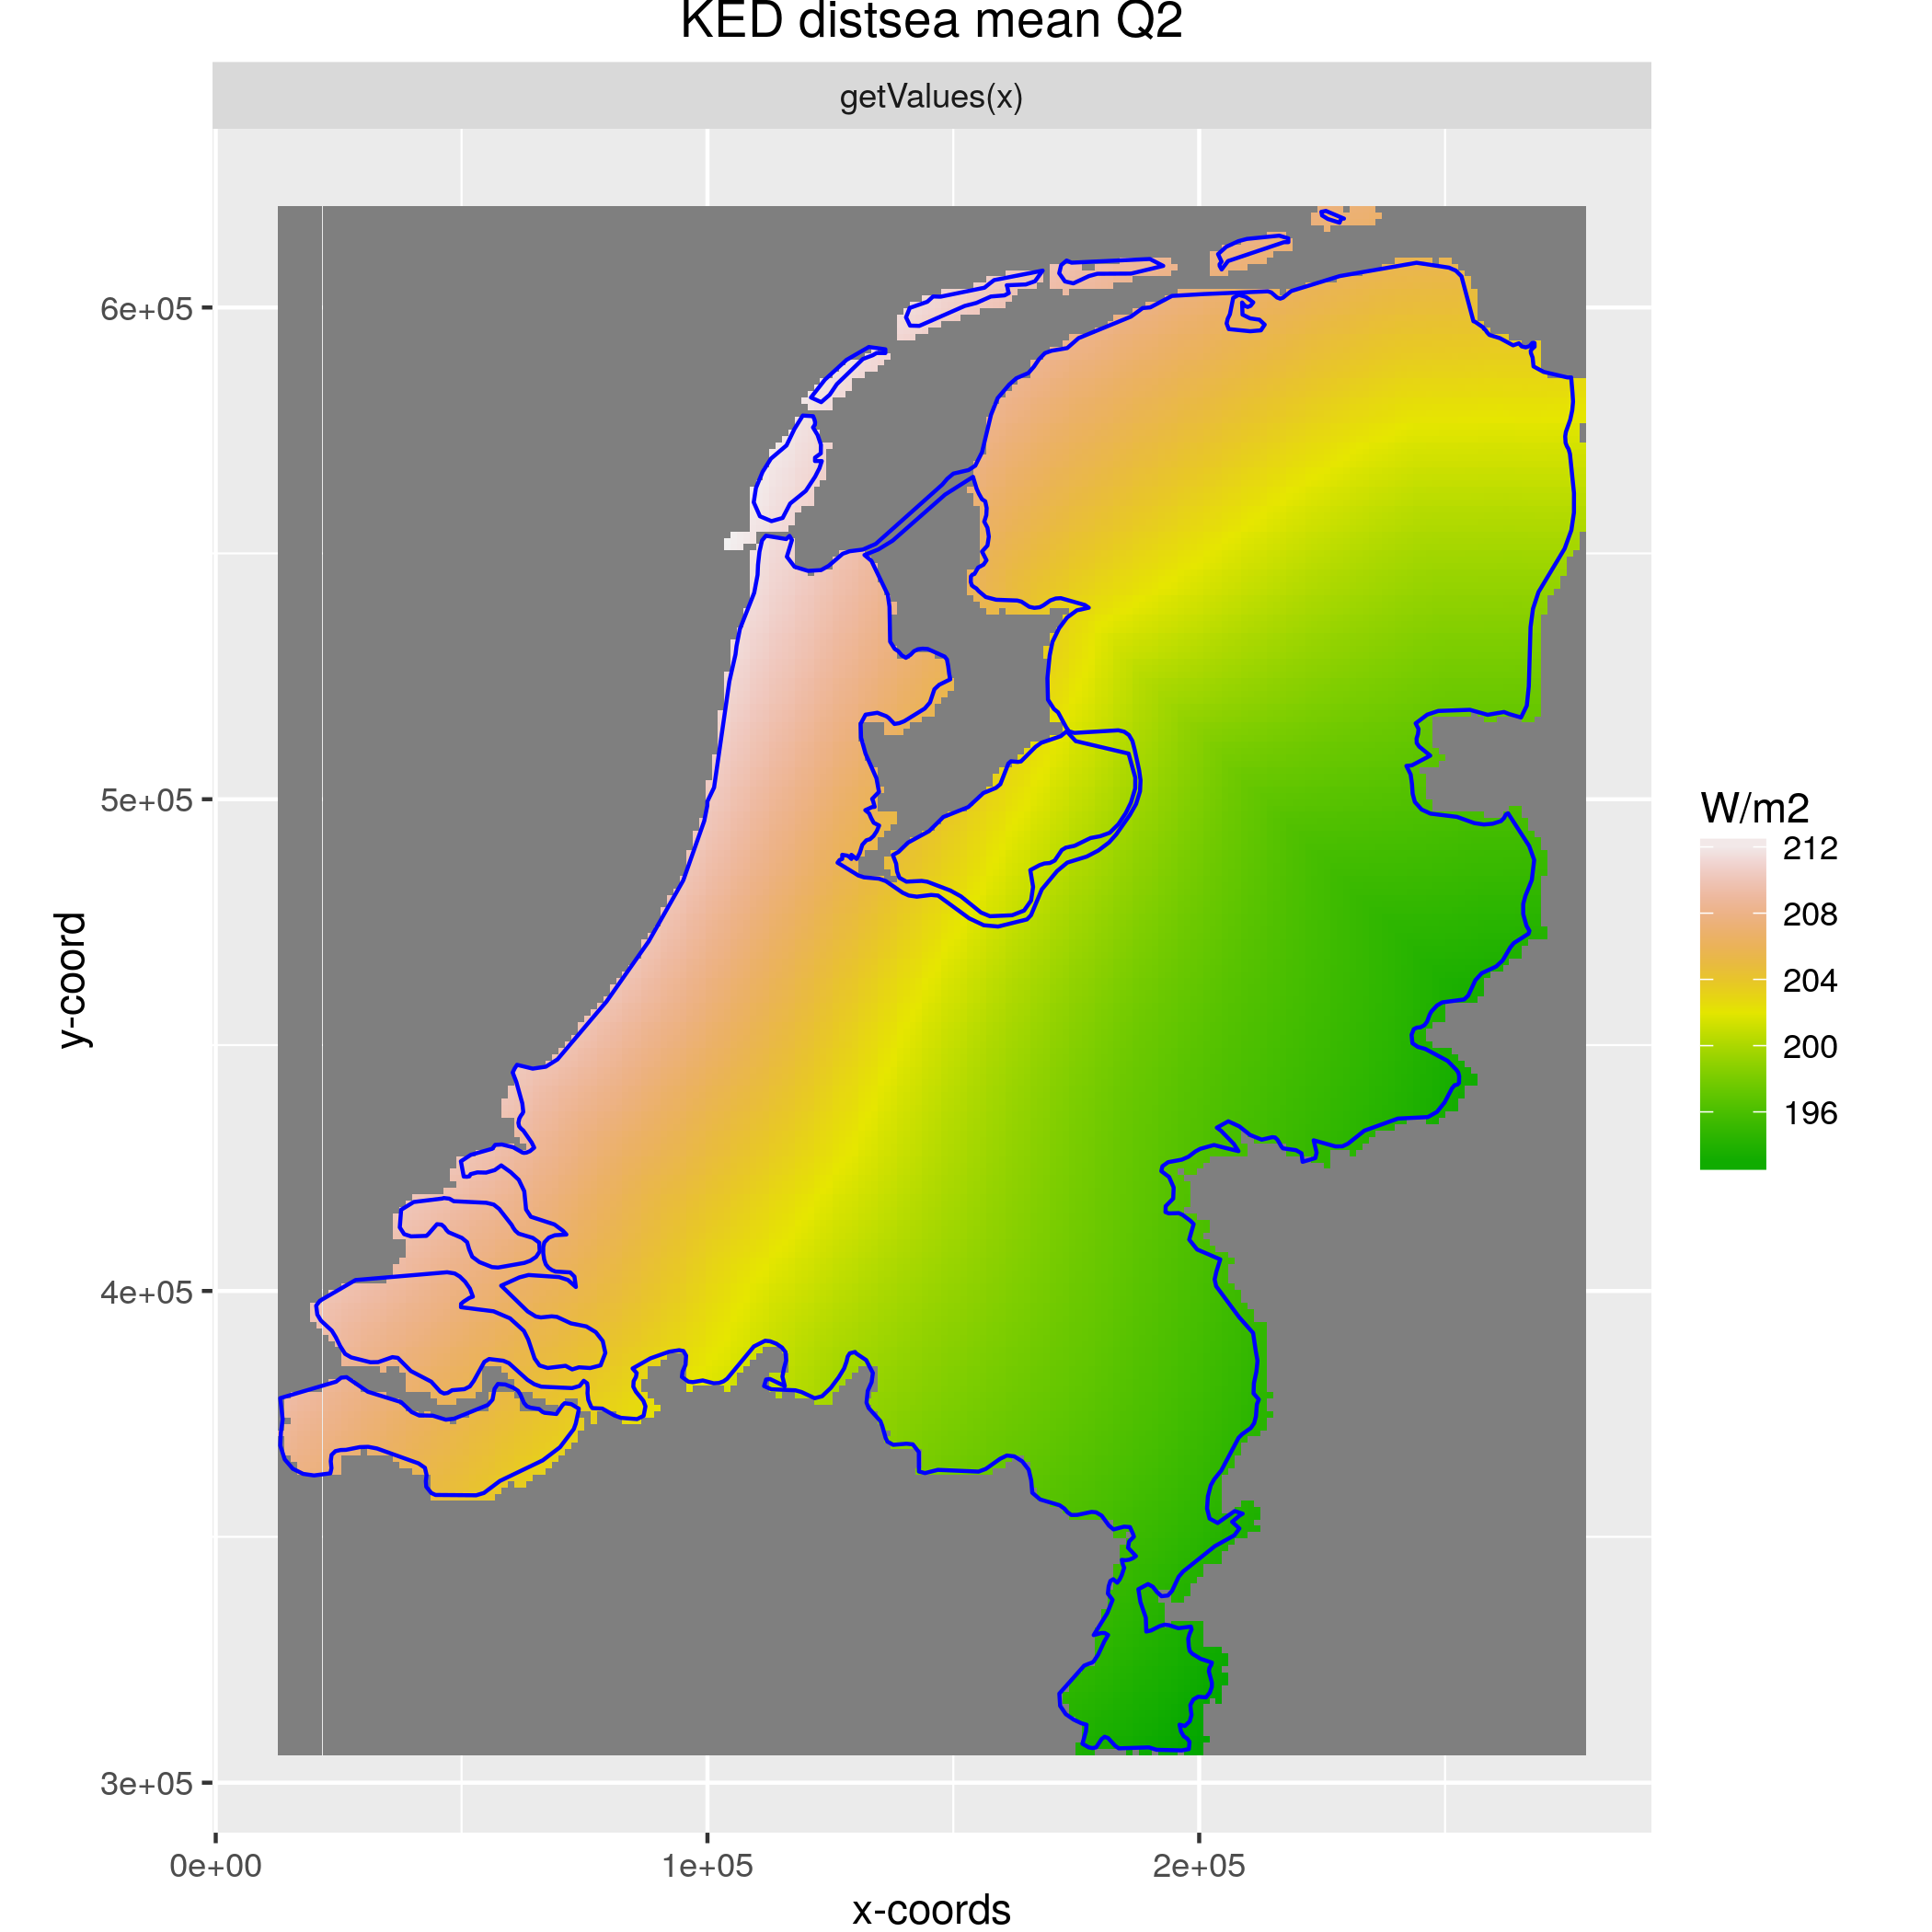 KED distsea mean Q2
getValues(x)
6e+05
5e+05
4e+05
3e+05
y-coord
0e+00 1e+05 2e+05
x-coords
W/m2
212
208
204
200
196